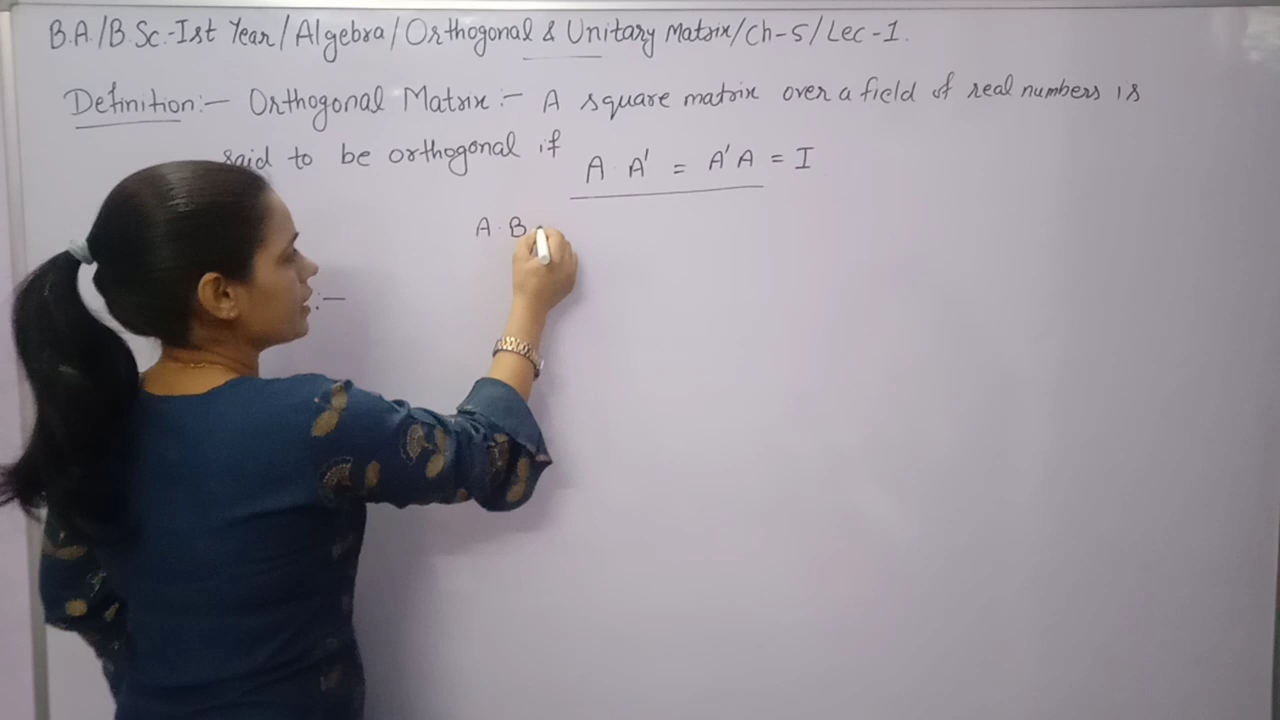 B.A./B.Sc.-Ist Year/Algebra/Orthogonal & Unitary Matrix/Ch-5/Lec-1.
Definition:- Orthogonal Matrix:- A square matrix over a field of real numbers is
said to be orthogonal if A. A' = A'A = I
A. B
:-